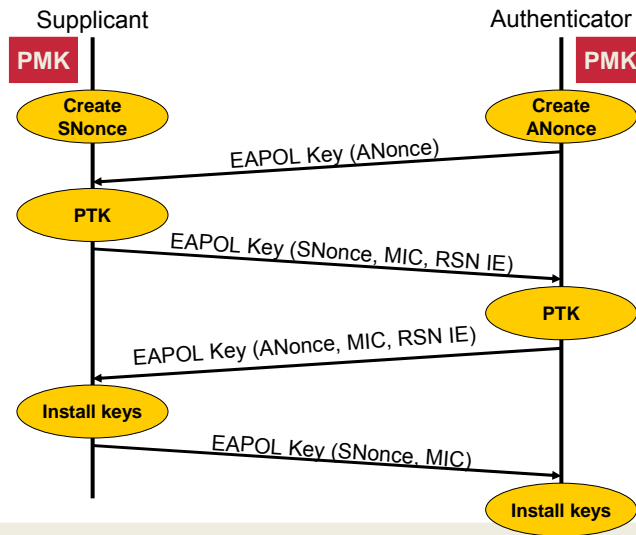 Supplicant
Authenticator
PMK
PMK
Create
SNonce
Create
ANonce
EAPOL Key (ANonce)
PTK
EAPOL Key (SNonce, MIC, RSN IE)
PTK
EAPOL Key (ANonce, MIC, RSN IE)
Install keys
EAPOL Key (SNonce, MIC)
Install keys